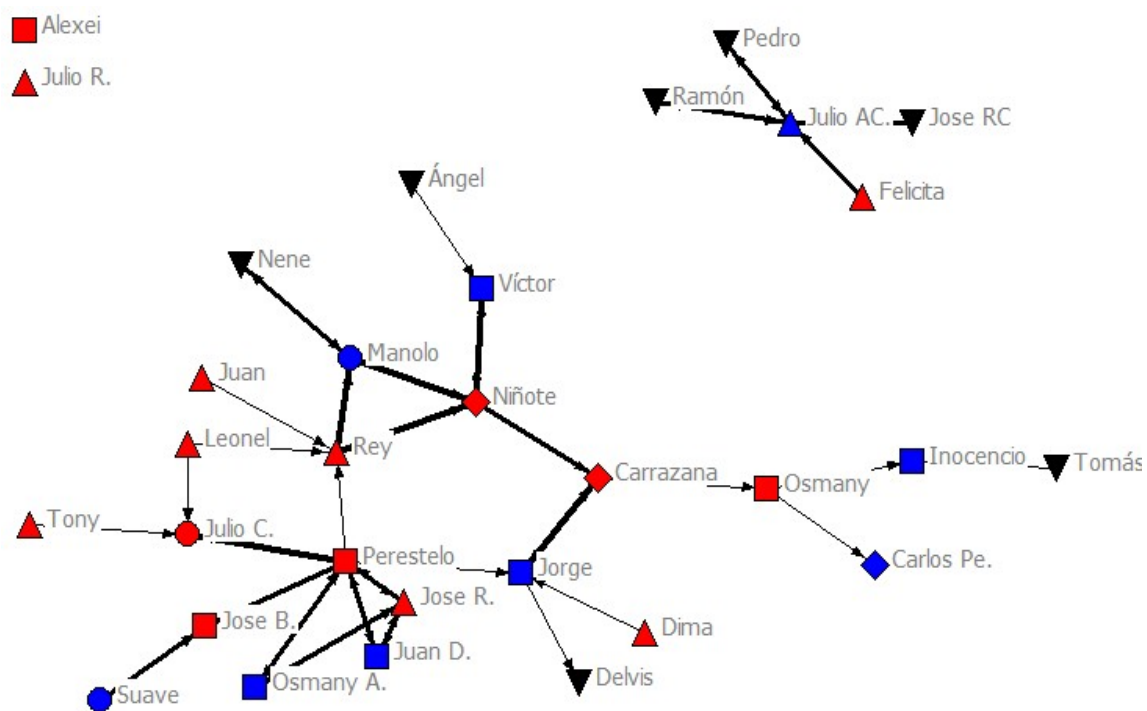 Alexei
Julio R.
Pedro
Ramón
Julio AC.
Jose RC
Felicita
Ángel
Nene
Víctor
Manolo
Juan
Niñote
Leonel
Rey
Carrazana
Osmany
Inocencio
Tomás
Tony
Julio C.
Perestelo
Jorge
Carlos Pe.
Jose R.
Jose B.
Juan D.
Dima
Suave
Osmany A.
Delvis